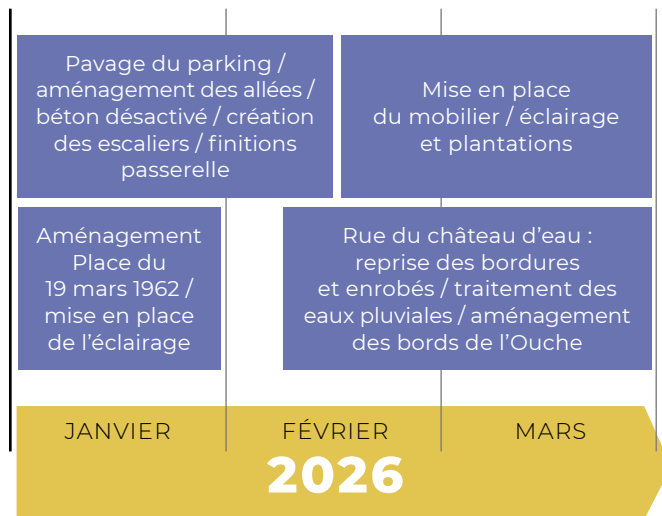 Pavage du parking /
aménagement des allées /
béton désactivé / création
des escaliers / finitions
passerelle
Mise en place
du mobilier / éclairage
et plantations
Aménagement
Place du
19 mars 1962 /
mise en place
de l’éclairage
Rue du château d’eau :
reprise des bordures
et enrobés / traitement des
eaux pluviales / aménagement
des bords de l’Ouche
JANVIER
FÉVRIER
MARS
2026